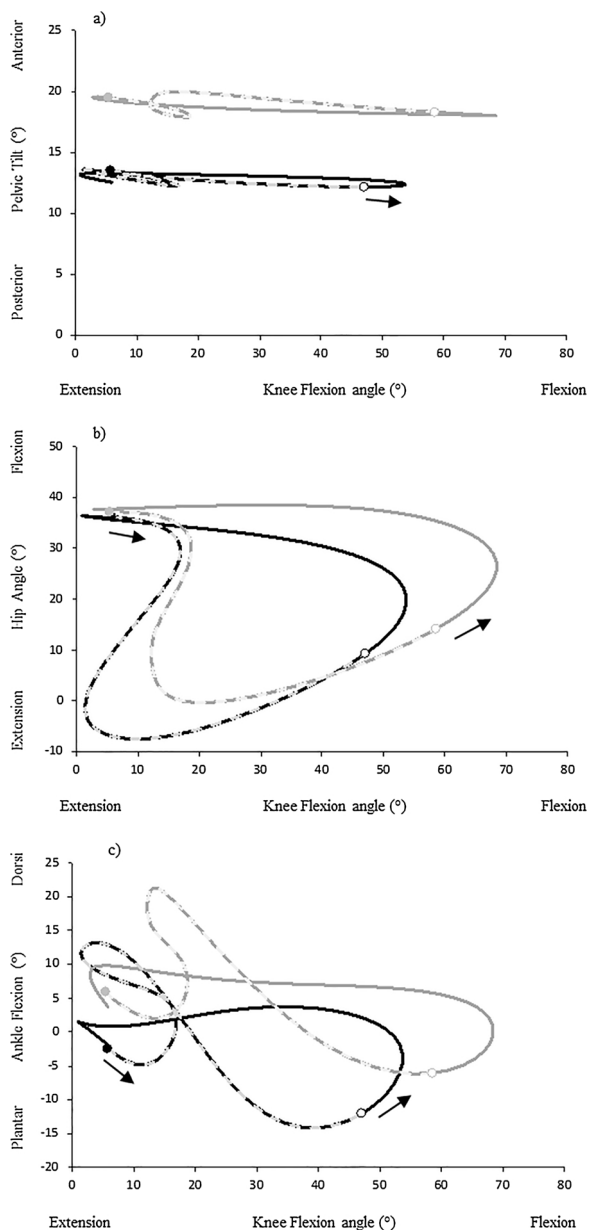 a)
Anterior
Pelvic Tilt (°)
Posterior
25
20
15
10
5
0
0 10 20 30 40 50 60 70 80
Extension Knee Flexion angle (°) Flexion
b)
Flexion
Hip Angle (°)
Extension
50
40
30
20
10
0
-10
0 10 20 30 40 50 60 70 80
Extension Knee Flexion angle (°) Flexion
c)
Dorsi
Ankle Flexion (°)
Plantar
25
20
15
10
5
0
-5
-10
-15
-20
0 10 20 30 40 50 60 70 80
Extension Knee Flexion angle (°) Flexion